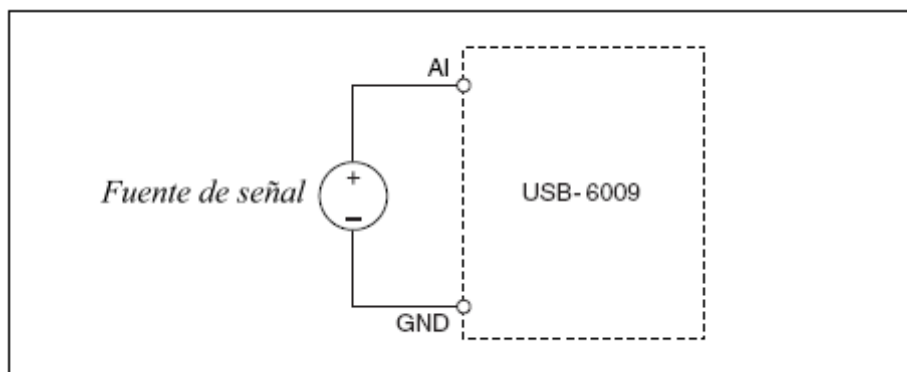 AI
+
Fuente de señal
USB-6009
−
GND